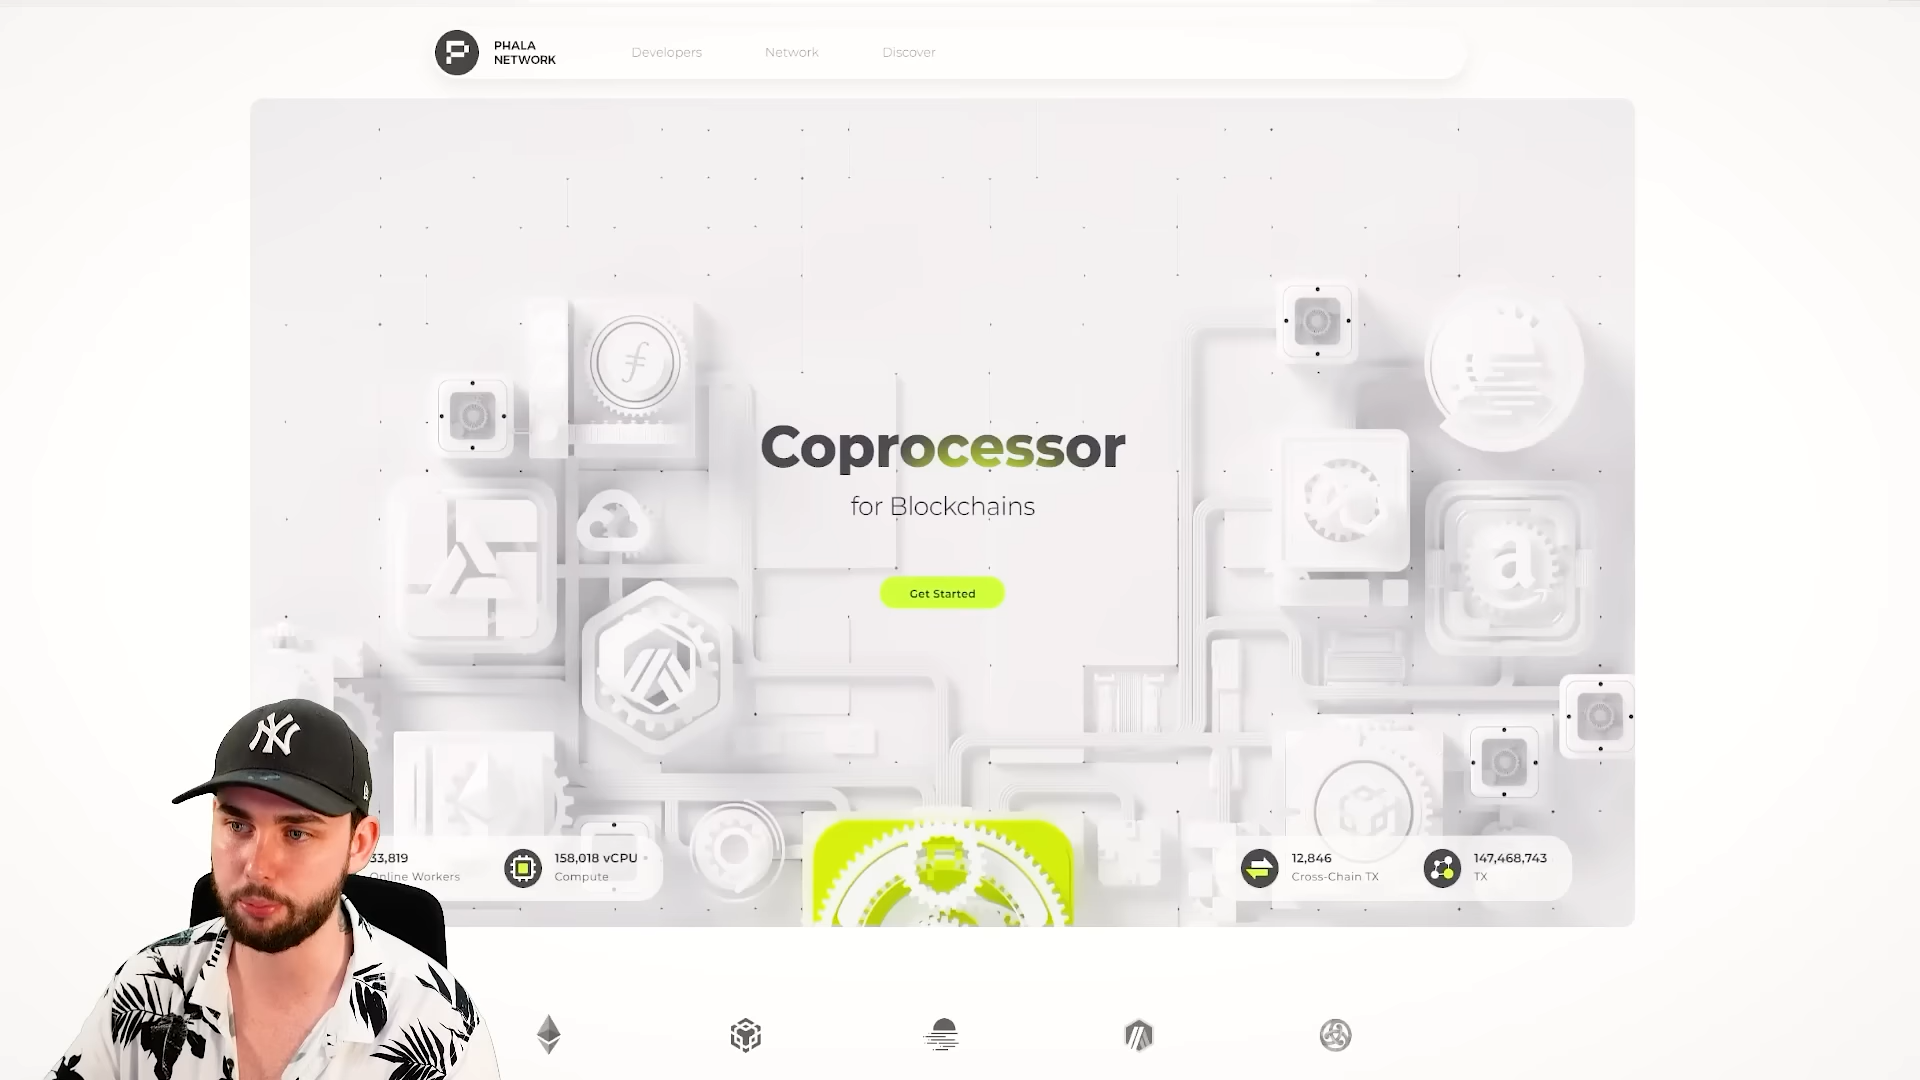 PHALA
NETWORK
Developers
Network
Discover
Coprocessor
for Blockchains
Get Started
33,819
Online Workers
158,018 vCPU
Compute
12,846
Cross-Chain TX
147,468,743
TX
NY
a